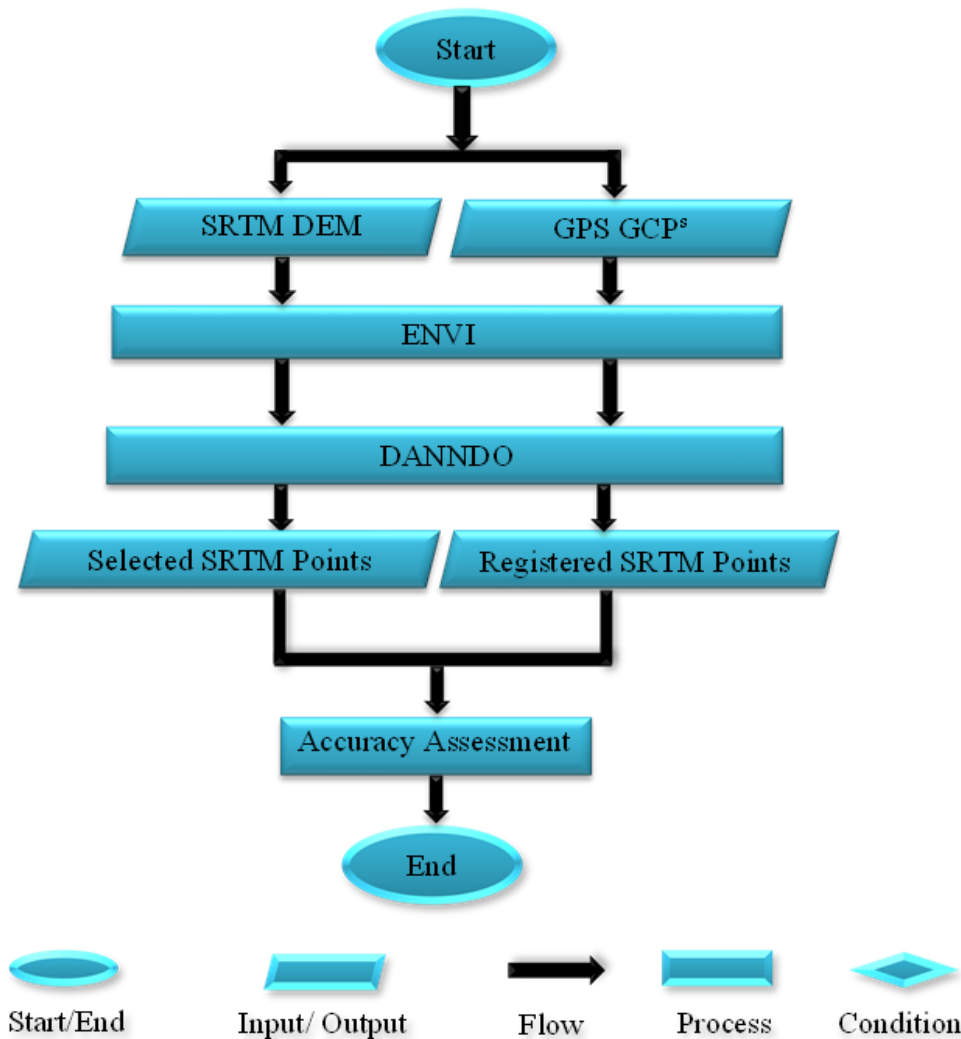 Start
SRTM DEM
GPS GCPˢ
ENVI
DANNDO
Selected SRTM Points
Registered SRTM Points
Accuracy Assessment
End
Start/End
Input/ Output
Flow
Process
Condition